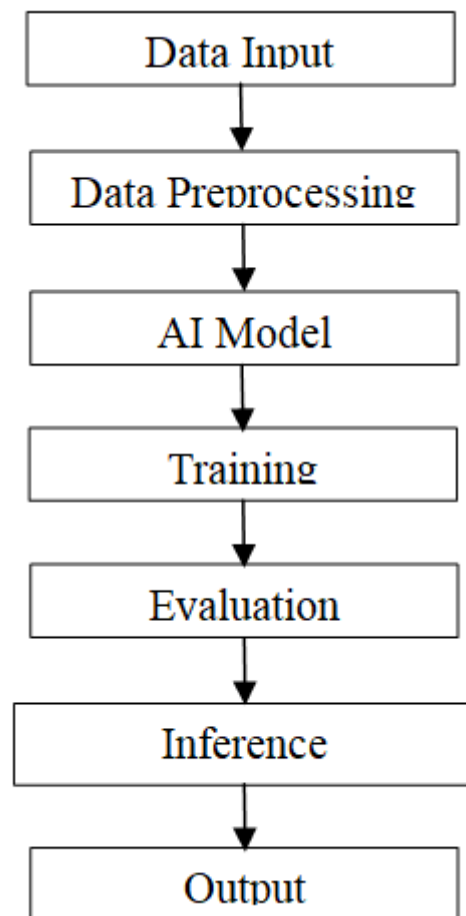 Data Input
Data Preprocessing
AI Model
Training
Evaluation
Inference
Output